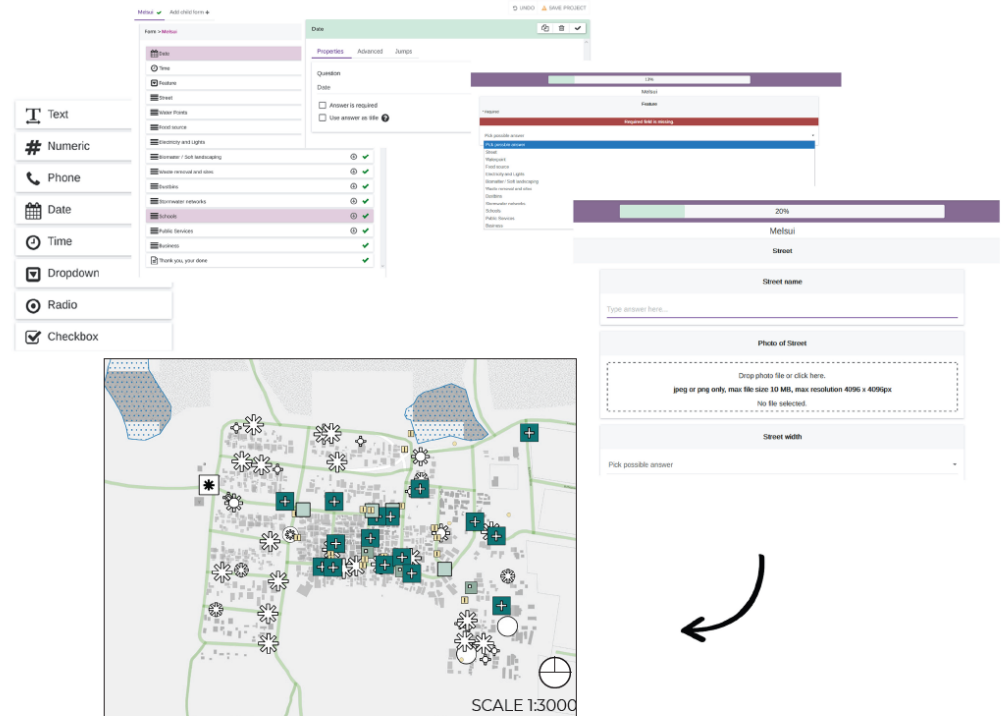 Melsui
Add child form +
UNDO
SAVE PROJECT
Form > Melsui
Date
Time
Feature
Street
Water Points
Food source
Electricity and Lights
Biomater / Soft landscaping
Waste removal and sites
Dustbins
Stormwater networks
Schools
Public Services
Business
Thank you, your done
Date
Properties
Advanced
Jumps
Question
Date
Answer is required
Use answer as title
Text
Numeric
Phone
Date
Time
Dropdown
Radio
Checkbox
13%
Melsui
Feature
Required field is missing
Pick possible answer
Pick possible answer
Street
Waterpoint
Food source
Electricity and Lights
Biomatter / Soft landscaping
Waste removal and sites
Dustbins
Stormwater networks
Schools
Public Services
Business
20%
Melsui
Street
Street name
Type answer here...
Photo of Street
Drop photo file or click here.
jpeg or png only, max file size 10 MB, max resolution 4096 x 4096px
No file selected.
Street width
Pick possible answer
SCALE 1:3000